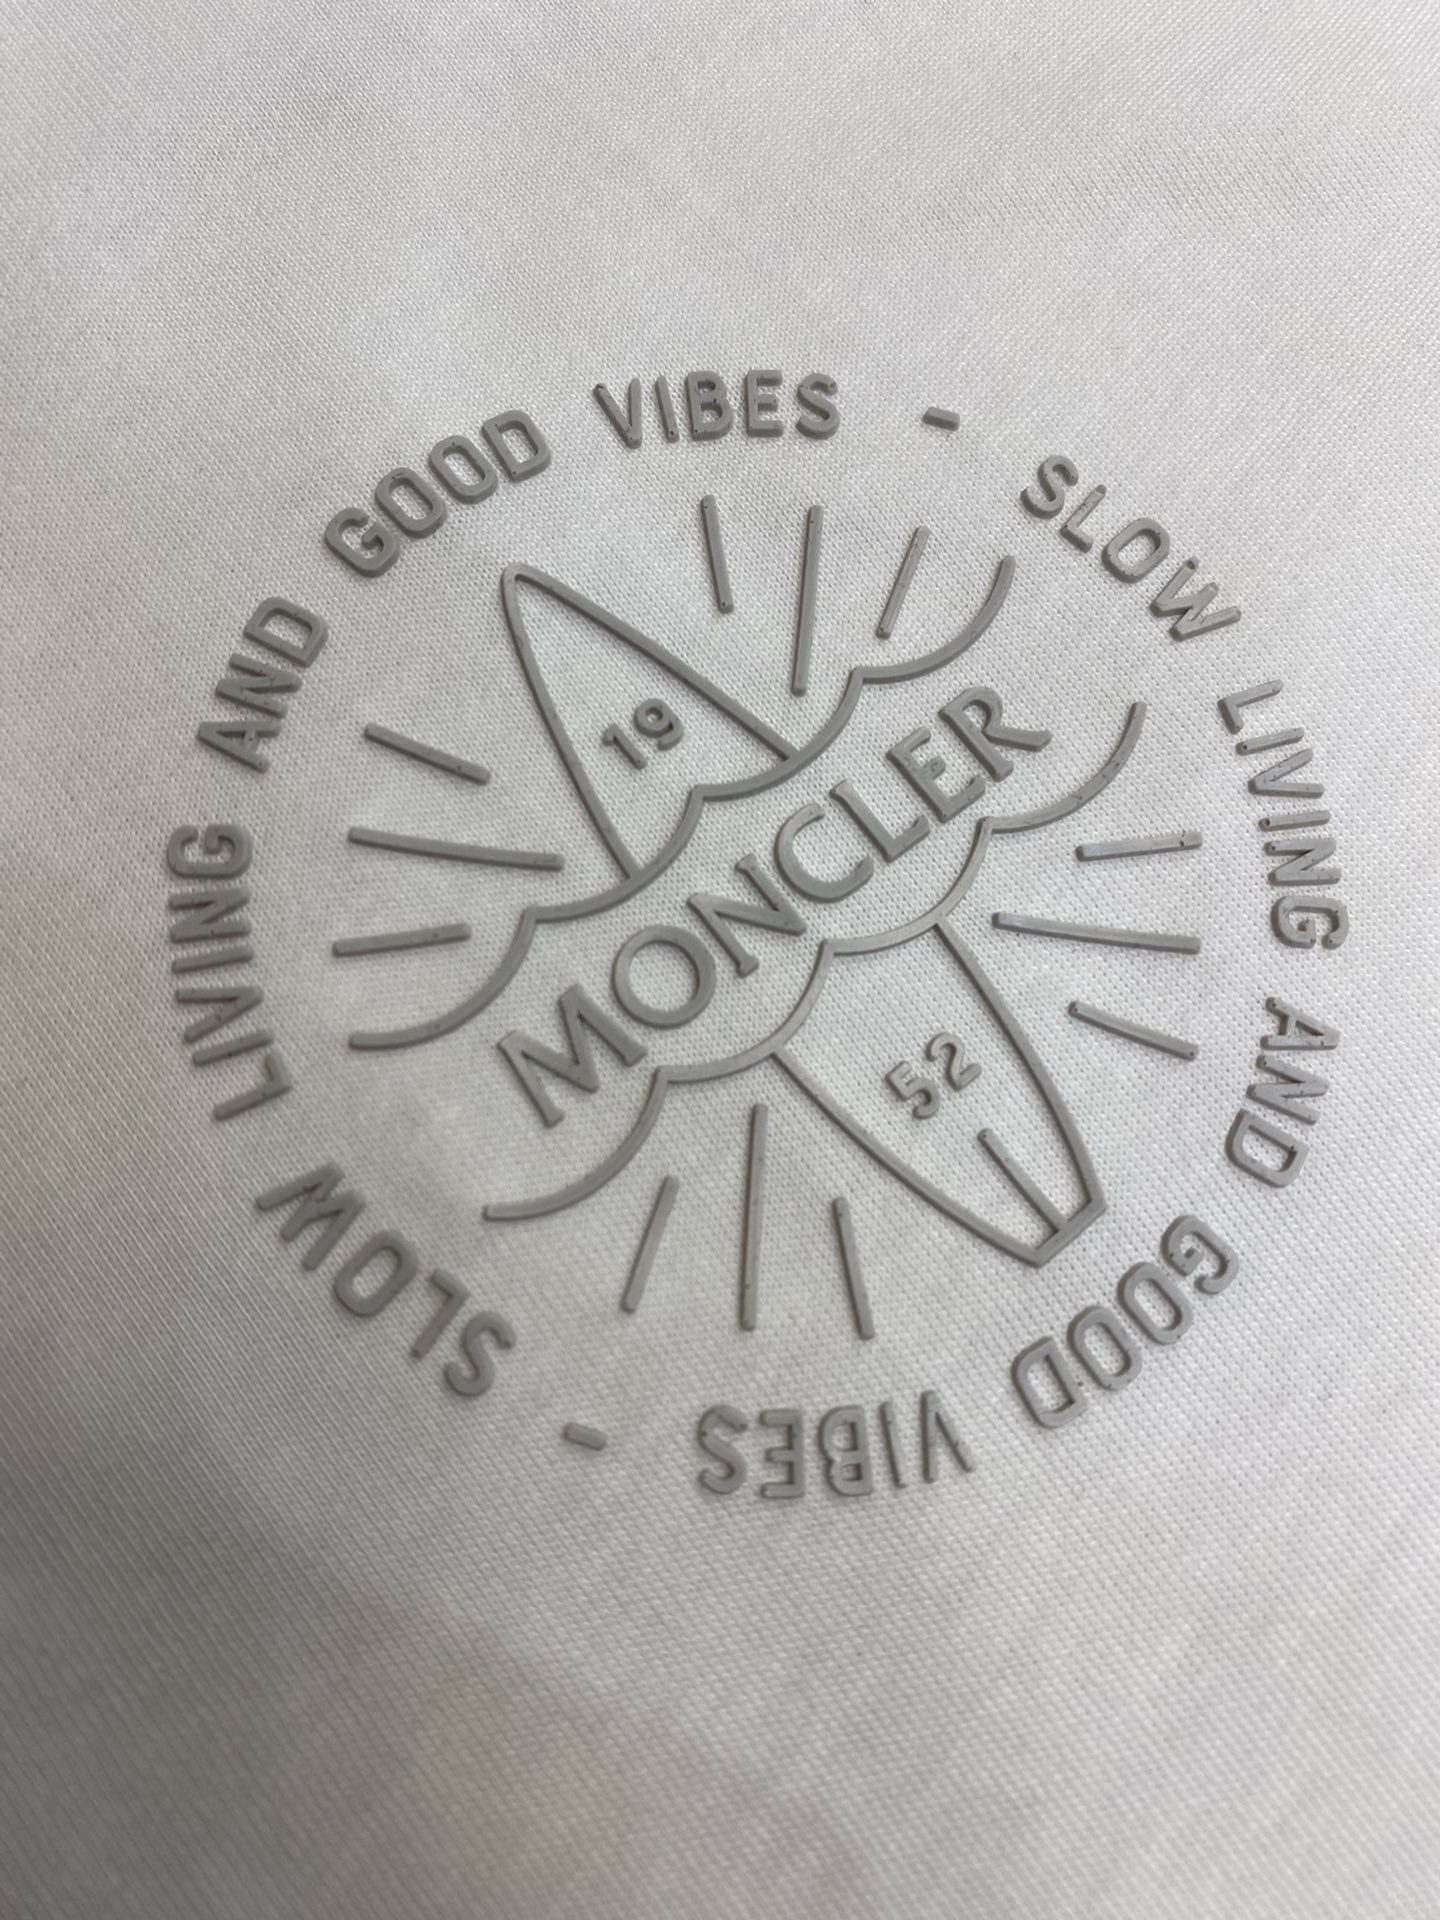 SLOW LIVING AND GOOD VIBES -
SLOW LIVING AND GOOD VIBES -
19
MONCLER
52